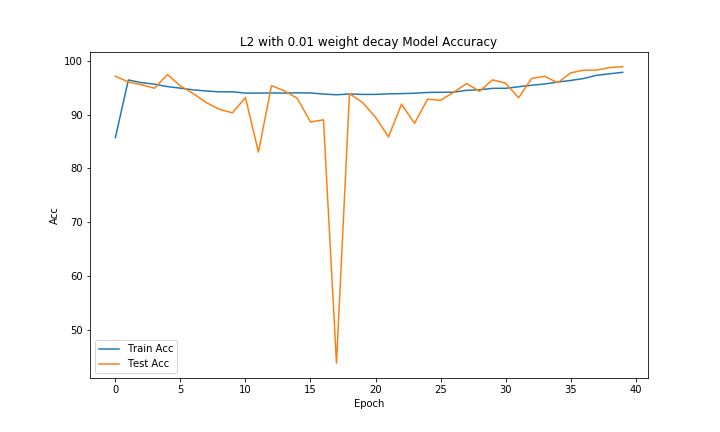 L2 with 0.01 weight decay Model Accuracy
100
90
80
70
60
50
Acc
Train Acc
Test Acc
0 5 10 15 20 25 30 35 40
Epoch